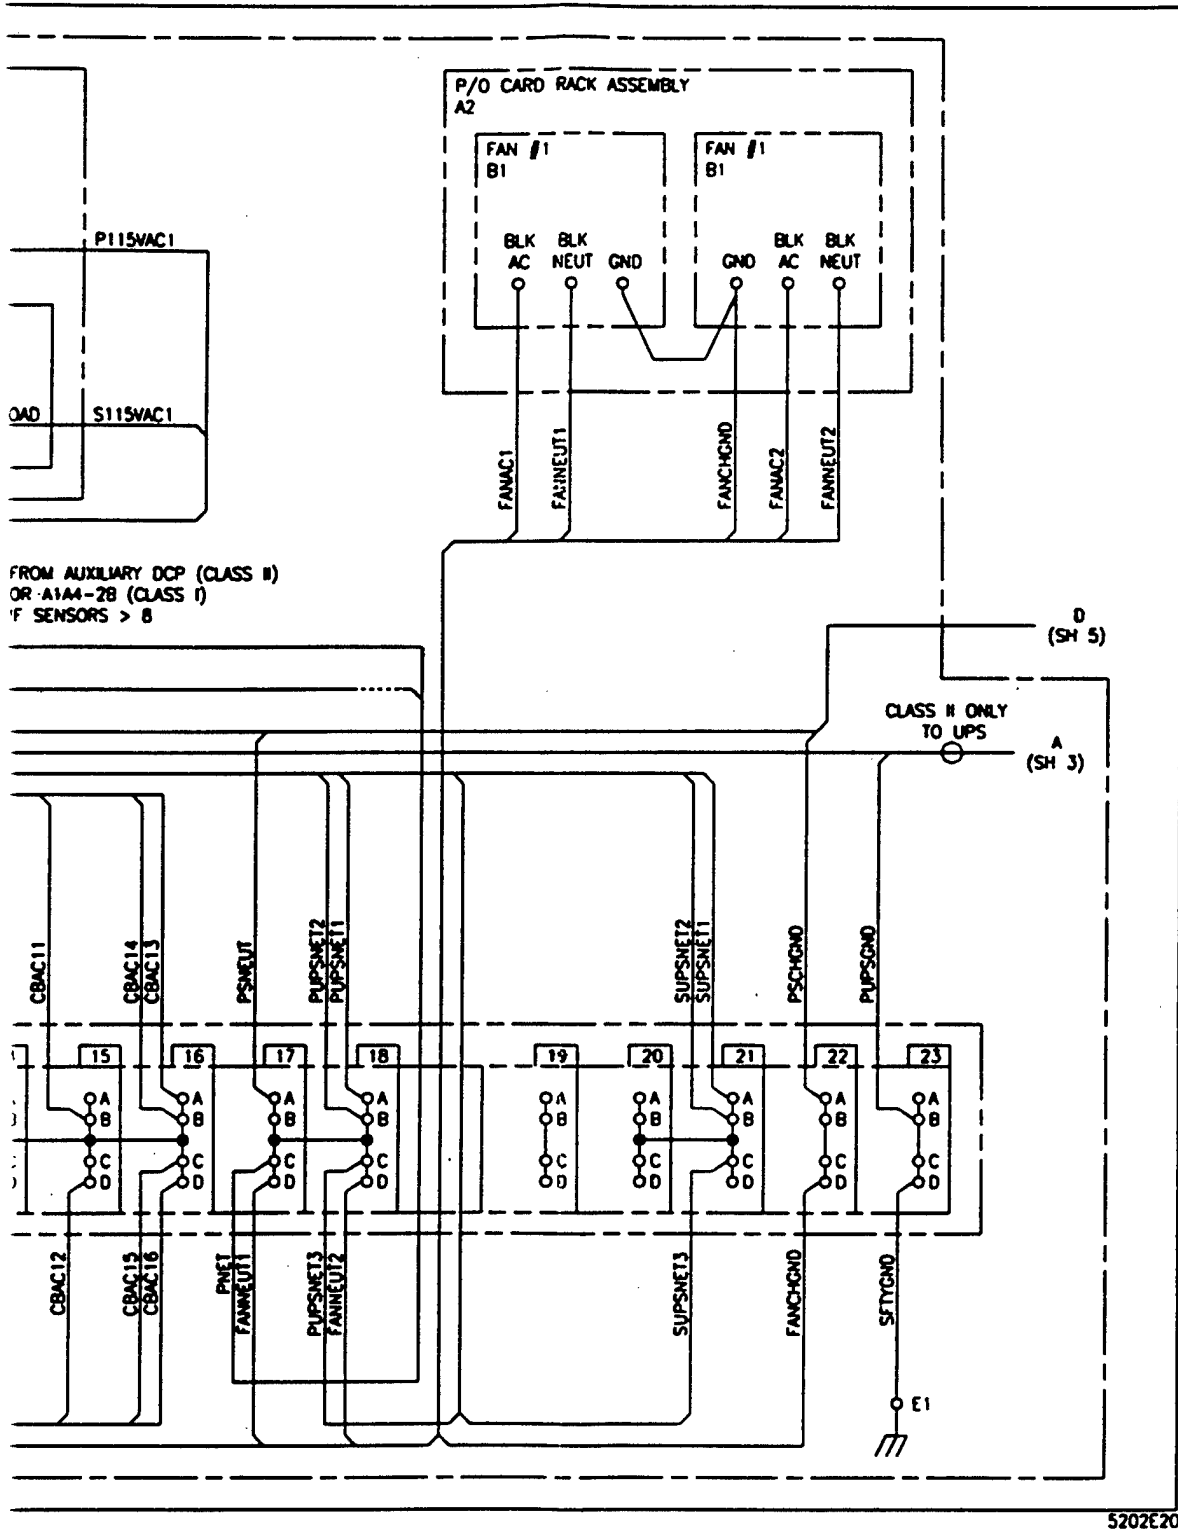 P/O CARD RACK ASSEMBLY
A2
FAN #1
B1
FAN #1
B1
P115VAC1
BLK
AC
BLK
NEUT
GND
GND
BLK
AC
BLK
NEUT
OAD
S115VAC1
FANAC1
FANNEUT1
FANCHGND
FANAC2
FANNEUT2
FROM AUXILIARY DCP (CLASS II)
OR A1A4-2B (CLASS I)
IF SENSORS > 8
D
(SH 5)
CLASS II ONLY
TO UPS
A
(SH 3)
CBAC11
CBAC14
CBAC13
PSNEUT
PUPSNET2
PUPSNET1
SUPSNET2
SUPSNET1
PSCHGND
PUPSGND
15
16
17
18
19
20
21
22
23
A A A A A A A A A
B B B B B B B B B
C C C C C C C C C
D D D D D D D D D
CBAC12
CBAC15
CBAC16
PNET
FANNEUT1
PUPSNET3
FANNEUT2
SUPSNET3
FANCHGND
SFTYGND
E1
5202E20